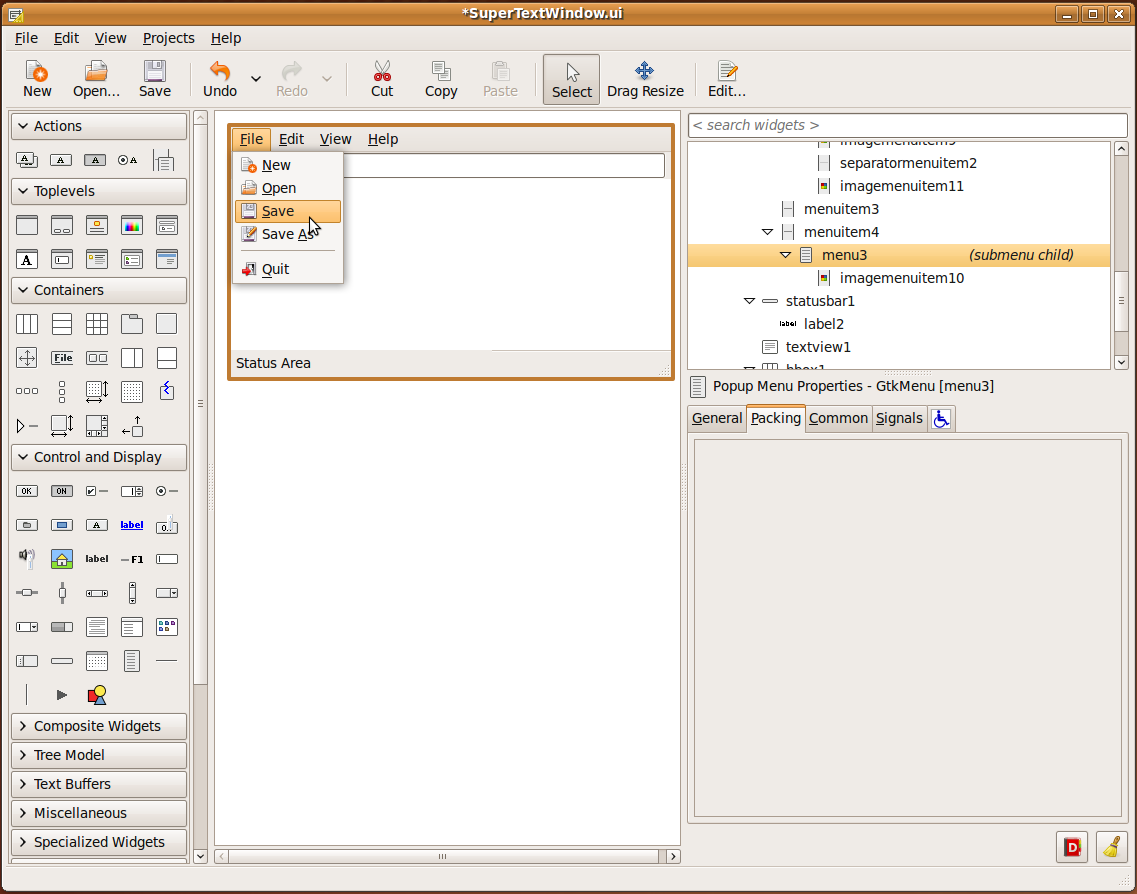 *SuperTextWindow.ui
File Edit View Projects Help
New Open... Save Undo Redo Cut Copy Paste Select Drag Resize Edit...
Actions
Toplevels
Containers
File
Control and Display
OK ON
label
label F1
Composite Widgets
Tree Model
Text Buffers
Miscellaneous
Specialized Widgets
File Edit View Help
New
Open
Save
Save As
Quit
Status Area
< search widgets >
separatormenuitem2
imagemenuitem11
menuitem3
menuitem4
menu3 (submenu child)
imagemenuitem10
statusbar1
label label2
textview1
Popup Menu Properties - GtkMenu [menu3]
General Packing Common Signals
D